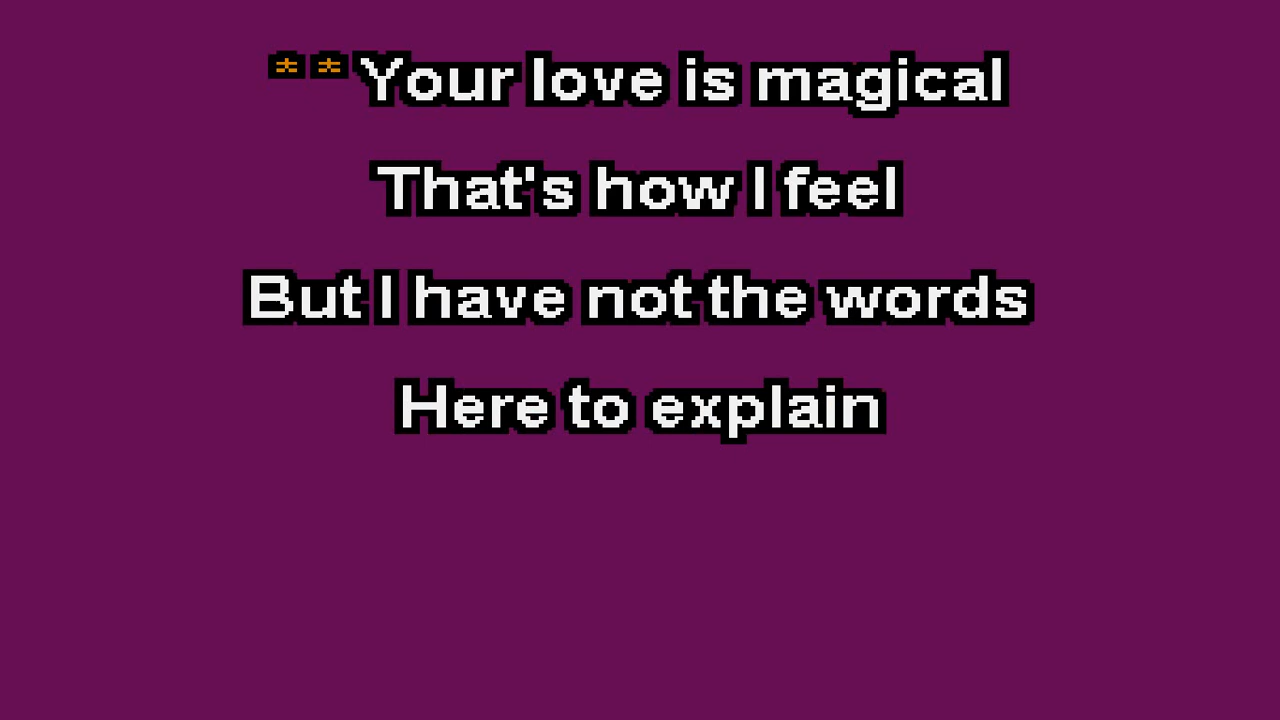 * * Your love is magical
That's how I feel
But I have not the words
Here to explain